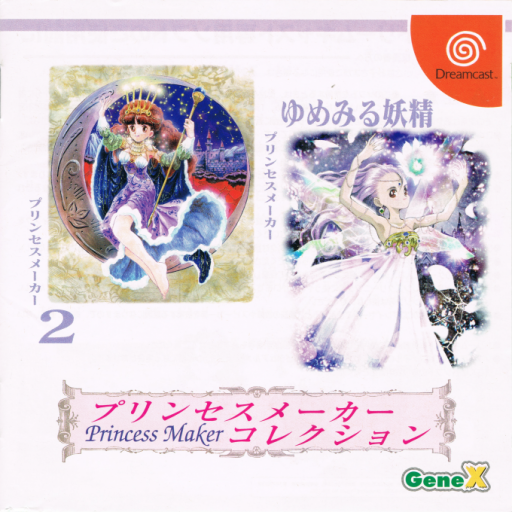 Dreamcast™
ゆめみる妖精
プリンセスメーカー
プリンセスメーカー
2
プリンセスメーカー
Princess Maker コレクション
GeneX